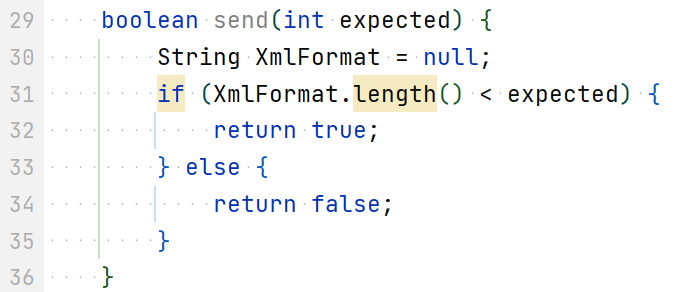 29 boolean send(int expected) {
30 String XmlFormat = null;
31 if (XmlFormat.length() < expected) {
32 return true;
33 } else {
34 return false;
35 }
36 }